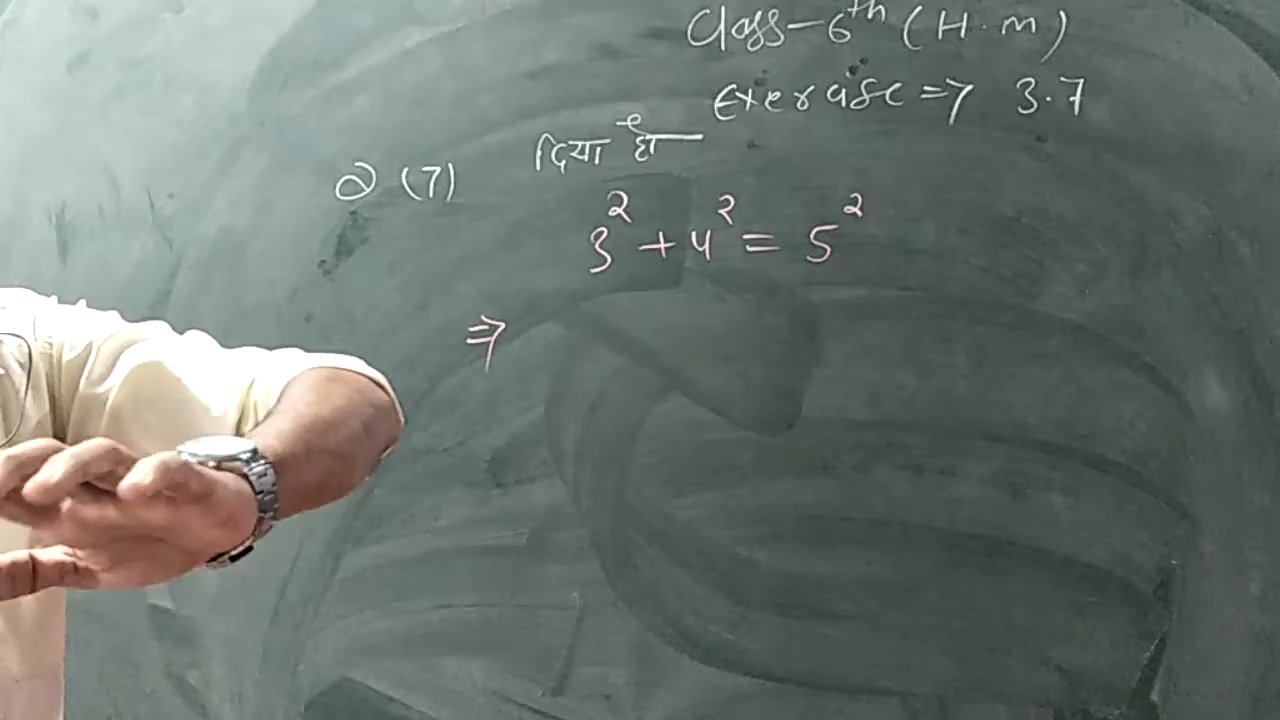 Class-6th (H.M)
Exercise => 3.7
Q (7) दिया है
3² + 4² = 5²
⇒